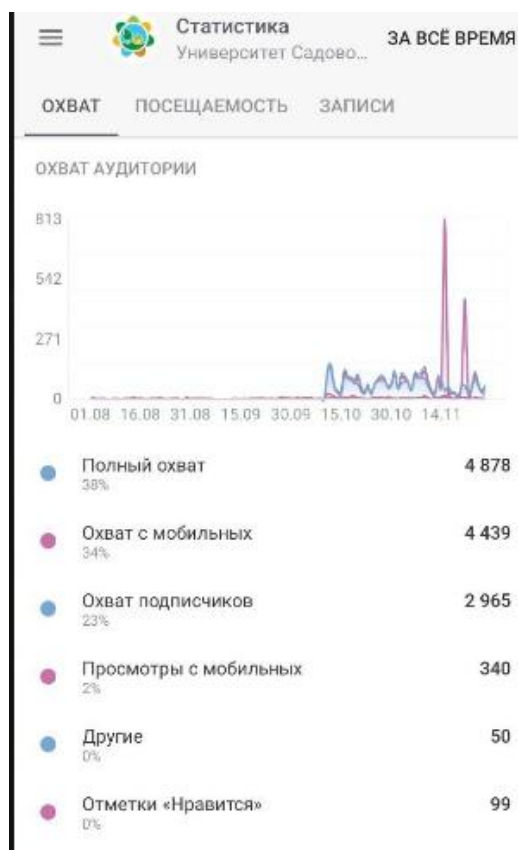 Статистика
Университет Садово...
ЗА ВСЁ ВРЕМЯ
ОХВАТ ПОСЕЩАЕМОСТЬ ЗАПИСИ
ОХВАТ АУДИТОРИИ
813
542
271
0
01.08 16.08 31.08 15.09 30.09 15.10 30.10 14.11
Полный охват 4 878
38%
Охват с мобильных 4 439
34%
Охват подписчиков 2 965
23%
Просмотры с мобильных 340
2%
Другие 50
0%
Отметки «Нравится» 99
0%